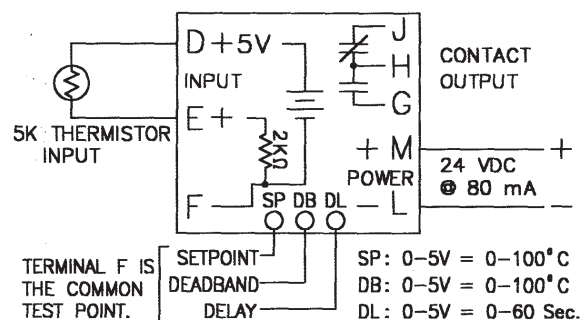 D+5V
INPUT
E+
2KΩ
F
5K THERMISTOR
INPUT
J
H
G
CONTACT
OUTPUT
+ M
POWER
-L
24 VDC
@ 80 mA
+
-
SP DB DL
TERMINAL F IS
THE COMMON
TEST POINT.
SETPOINT
DEADBAND
DELAY
SP: 0-5V = 0-100°C
DB: 0-5V = 0-100°C
DL: 0-5V = 0-60 Sec.